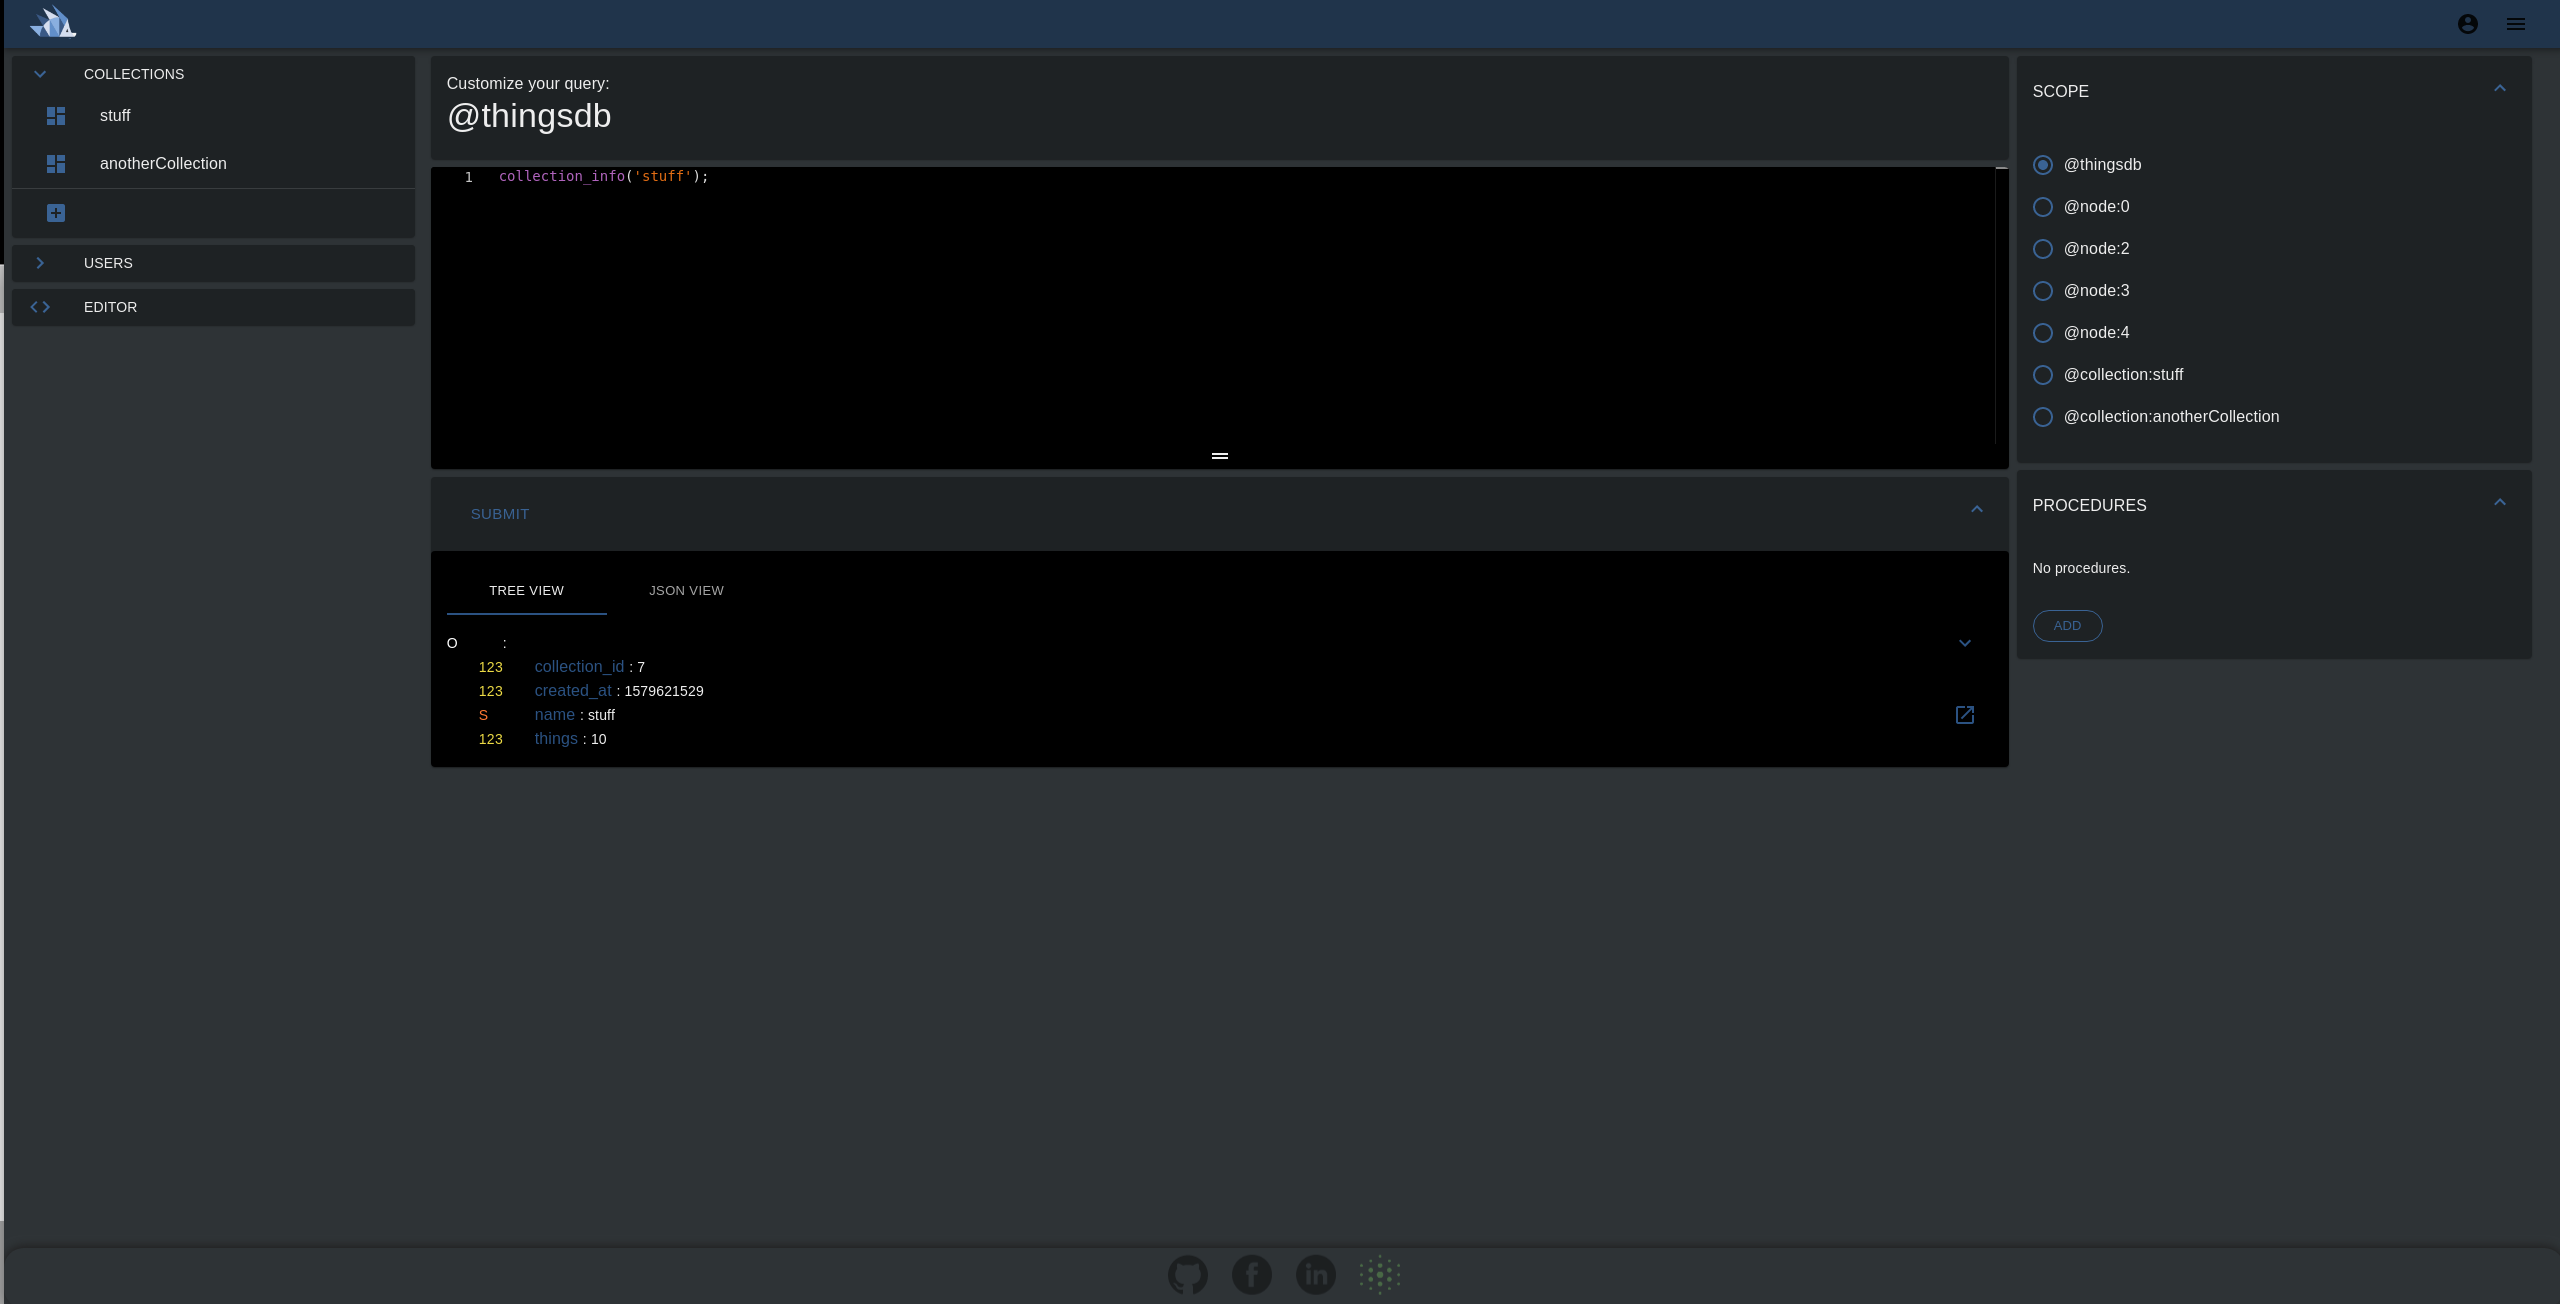 COLLECTIONS
stuff
anotherCollection
USERS
EDITOR
Customize your query:
@thingsdb
1 collection_info('stuff');
SUBMIT
TREE VIEW JSON VIEW
O :
123 collection_id : 7
123 created_at : 1579621529
S name : stuff
123 things : 10
SCOPE
@thingsdb
@node:0
@node:2
@node:3
@node:4
@collection:stuff
@collection:anotherCollection
PROCEDURES
No procedures.
ADD